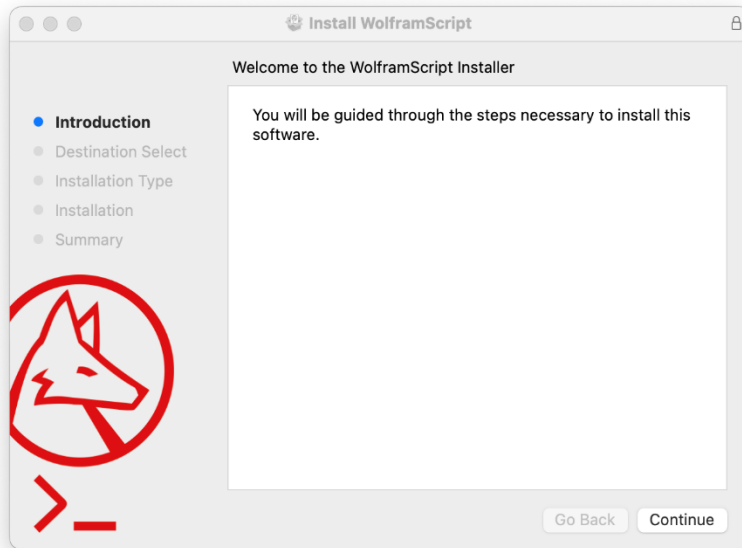 Install WolframScript
Welcome to the WolframScript Installer
Introduction
Destination Select
Installation Type
Installation
Summary
You will be guided through the steps necessary to install this
software.
>_
Go Back
Continue